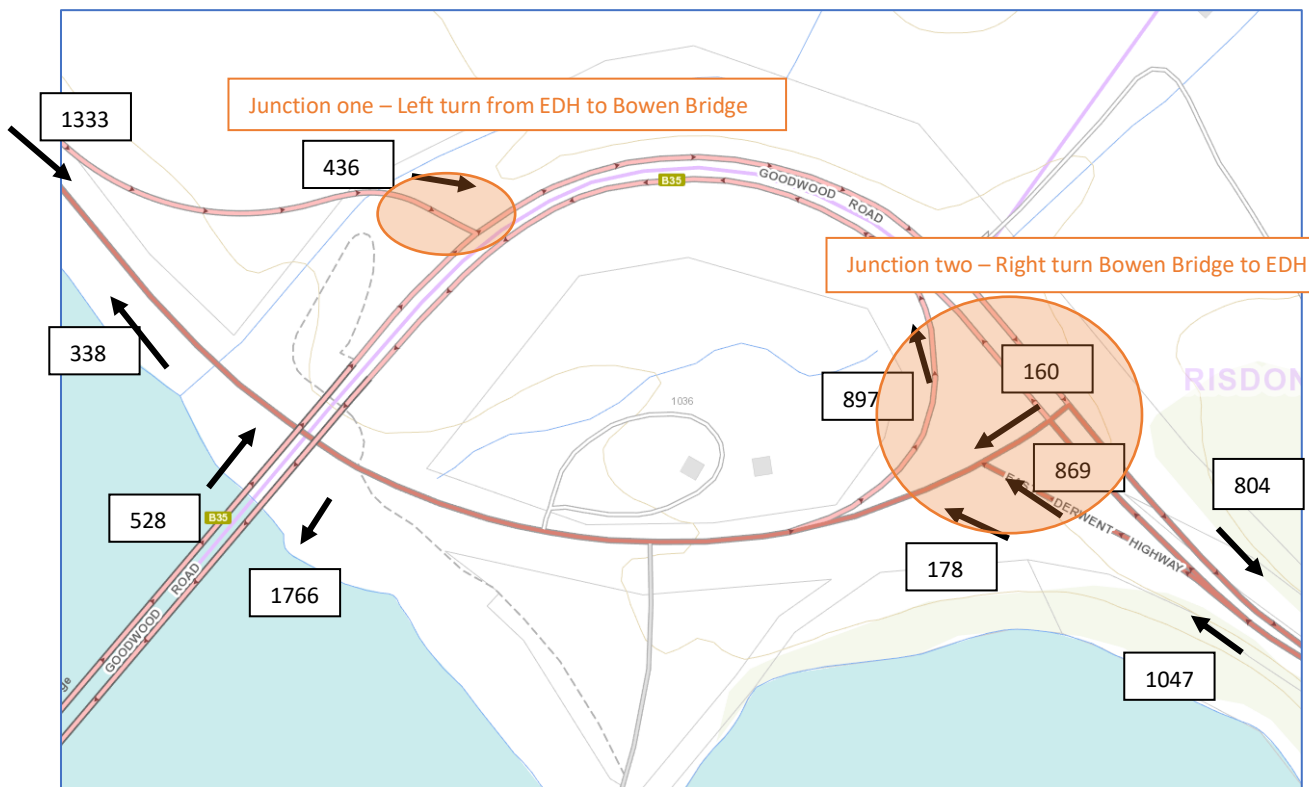 Junction one – Left turn from EDH to Bowen Bridge
1333
436
B35
GOODWOOD ROAD
Junction two – Right turn Bowen Bridge to EDH
338
160
RISDON
897
1036
869
804
528
B35
EAST DERWENT HIGHWAY
178
1766
GOODWOOD ROAD
1047